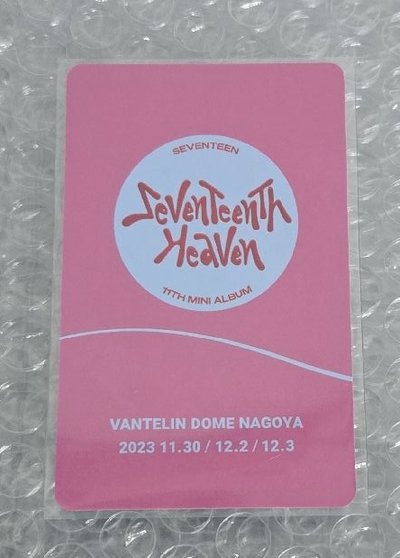 SEVENTEEN
SEVENTEENTH
HEAVEN
11TH MINI ALBUM
VANTELIN DOME NAGOYA
2023 11.30 / 12.2 / 12.3